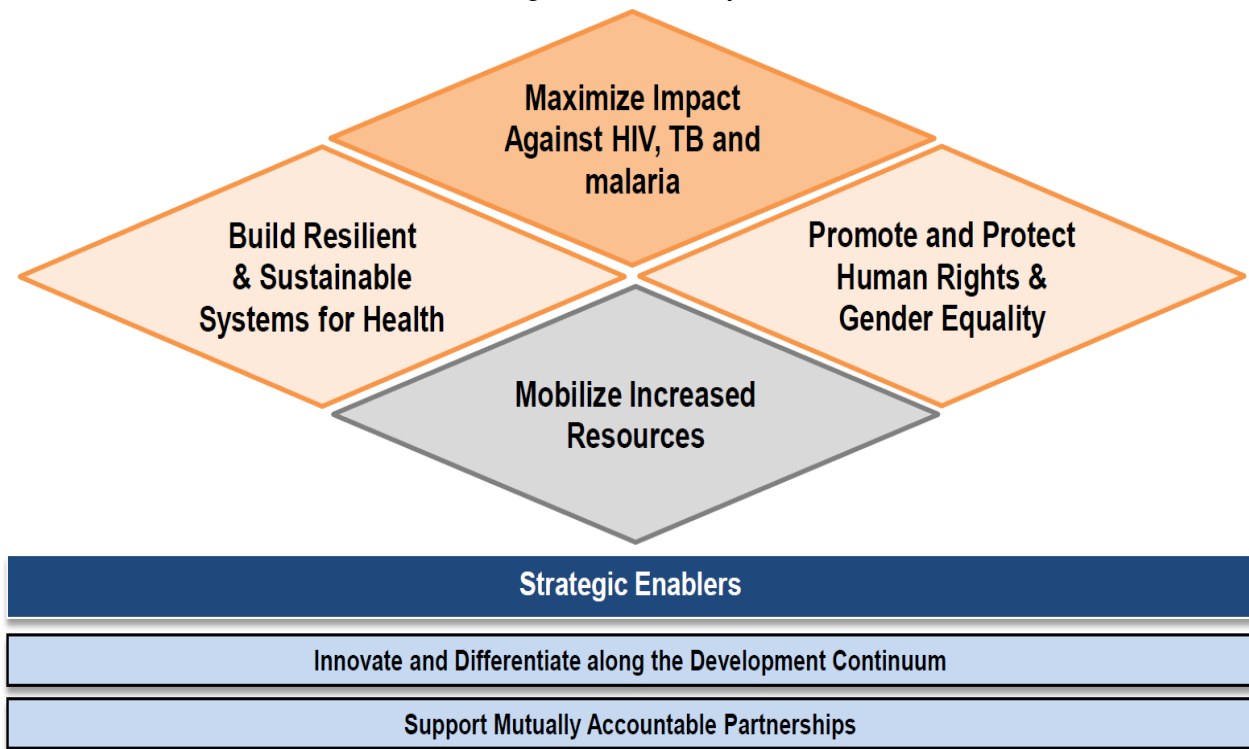 Maximize Impact
Against HIV, TB and
malaria
Build Resilient
& Sustainable
Systems for Health
Promote and Protect
Human Rights &
Gender Equality
Mobilize Increased
Resources
Strategic Enablers
Innovate and Differentiate along the Development Continuum
Support Mutually Accountable Partnerships